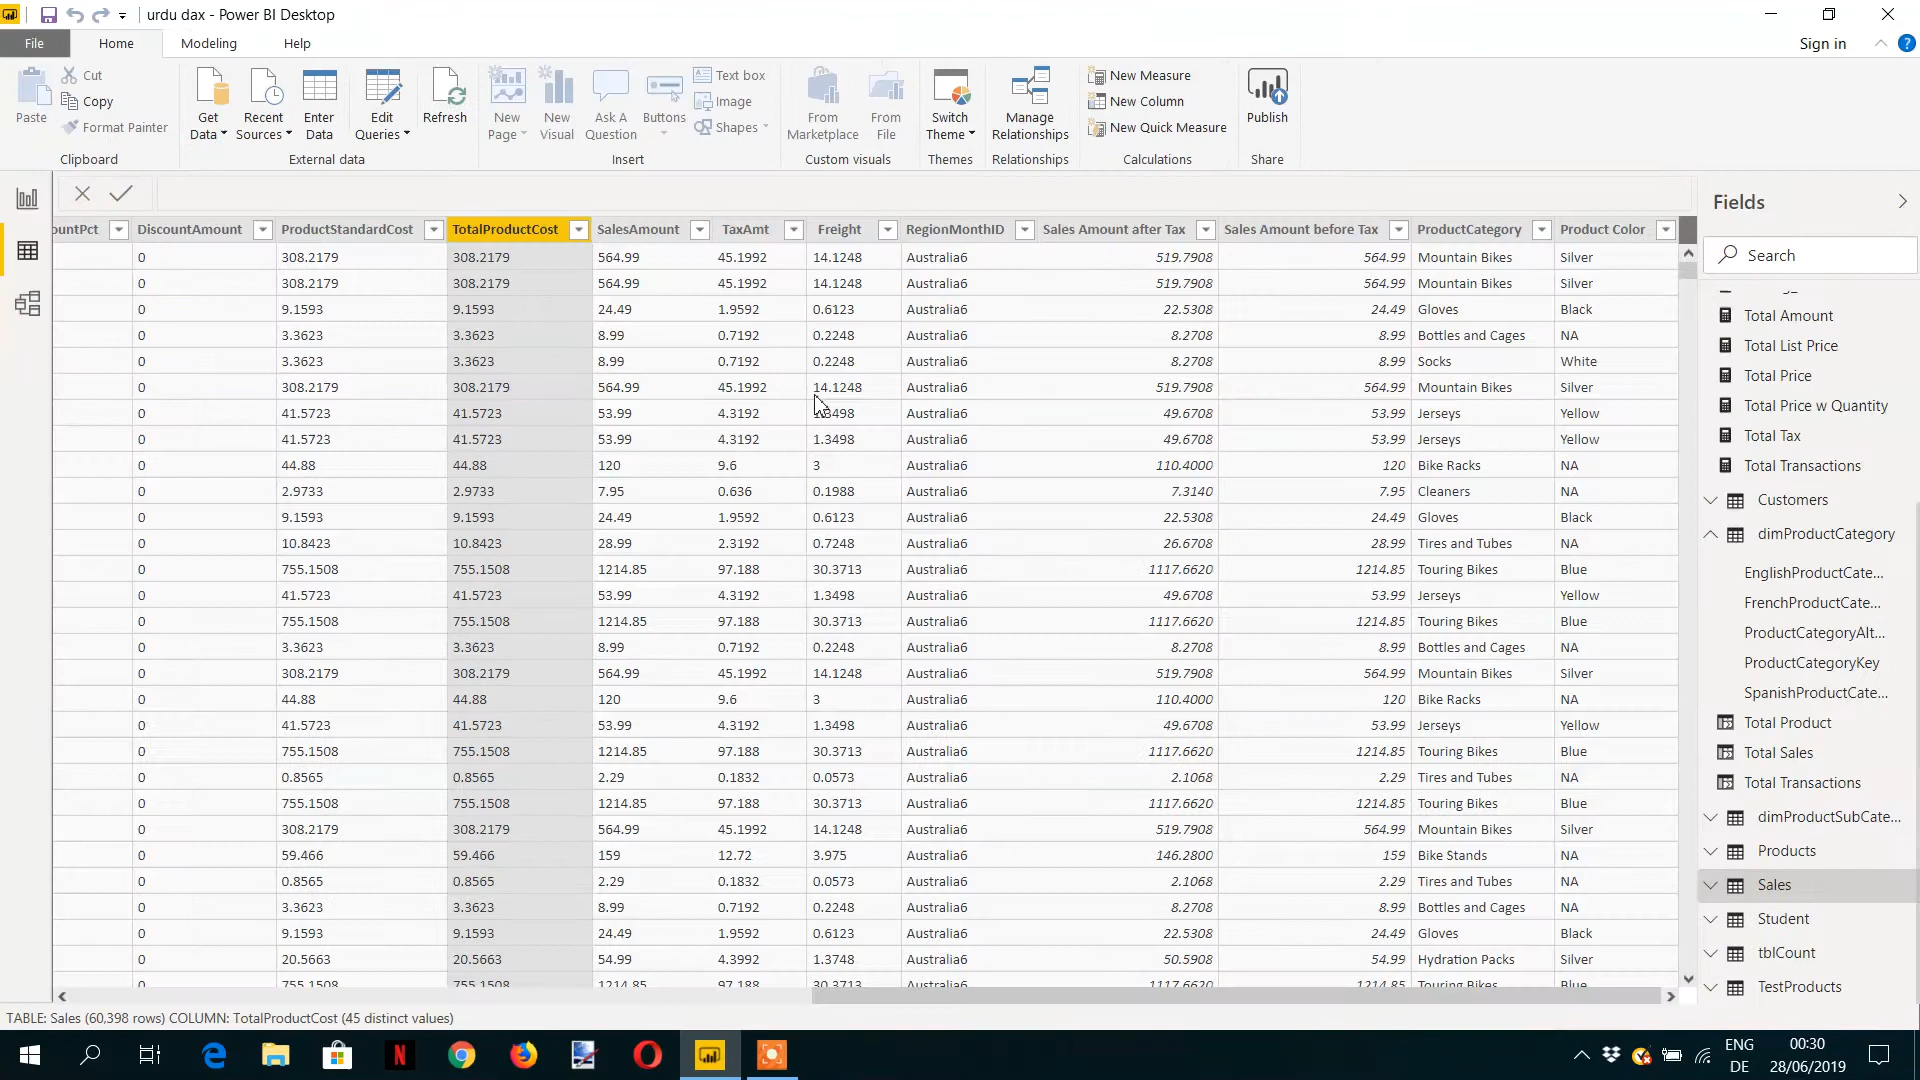 urdu dax - Power BI Desktop
File Home Modeling Help Sign in
Paste Cut Copy Format Painter
Clipboard
Get Data Recent Sources Enter Data Edit Queries Refresh
External data
New Page New Visual Ask A Question Buttons Text box Image Shapes
Insert
From Marketplace From File
Custom visuals
Switch Theme
Themes
Manage Relationships
Relationships
New Measure
New Column
New Quick Measure
Calculations
Publish
Share
ountPct DiscountAmount ProductStandardCost TotalProductCost SalesAmount TaxAmt Freight RegionMonthID Sales Amount after Tax Sales Amount before Tax ProductCategory Product Color
0 308.2179 308.2179 564.99 45.1992 14.1248 Australia6 519.7908 564.99 Mountain Bikes Silver
0 308.2179 308.2179 564.99 45.1992 14.1248 Australia6 519.7908 564.99 Mountain Bikes Silver
0 9.1593 9.1593 24.49 1.9592 0.6123 Australia6 22.5308 24.49 Gloves Black
0 3.3623 3.3623 8.99 0.7192 0.2248 Australia6 8.2708 8.99 Bottles and Cages NA
0 3.3623 3.3623 8.99 0.7192 0.2248 Australia6 8.2708 8.99 Socks White
0 308.2179 308.2179 564.99 45.1992 14.1248 Australia6 519.7908 564.99 Mountain Bikes Silver
0 41.5723 41.5723 53.99 4.3192 1.3498 Australia6 49.6708 53.99 Jerseys Yellow
0 41.5723 41.5723 53.99 4.3192 1.3498 Australia6 49.6708 53.99 Jerseys Yellow
0 44.88 44.88 120 9.6 3 Australia6 110.4000 120 Bike Racks NA
0 2.9733 2.9733 7.95 0.636 0.1988 Australia6 7.3140 7.95 Cleaners NA
0 9.1593 9.1593 24.49 1.9592 0.6123 Australia6 22.5308 24.49 Gloves Black
0 10.8423 10.8423 28.99 2.3192 0.7248 Australia6 26.6708 28.99 Tires and Tubes NA
0 755.1508 755.1508 1214.85 97.188 30.3713 Australia6 1117.6620 1214.85 Touring Bikes Blue
0 41.5723 41.5723 53.99 4.3192 1.3498 Australia6 49.6708 53.99 Jerseys Yellow
0 755.1508 755.1508 1214.85 97.188 30.3713 Australia6 1117.6620 1214.85 Touring Bikes Blue
0 3.3623 3.3623 8.99 0.7192 0.2248 Australia6 8.2708 8.99 Bottles and Cages NA
0 308.2179 308.2179 564.99 45.1992 14.1248 Australia6 519.7908 564.99 Mountain Bikes Silver
0 44.88 44.88 120 9.6 3 Australia6 110.4000 120 Bike Racks NA
0 41.5723 41.5723 53.99 4.3192 1.3498 Australia6 49.6708 53.99 Jerseys Yellow
0 755.1508 755.1508 1214.85 97.188 30.3713 Australia6 1117.6620 1214.85 Touring Bikes Blue
0 0.8565 0.8565 2.29 0.1832 0.0573 Australia6 2.1068 2.29 Tires and Tubes NA
0 755.1508 755.1508 1214.85 97.188 30.3713 Australia6 1117.6620 1214.85 Touring Bikes Blue
0 308.2179 308.2179 564.99 45.1992 14.1248 Australia6 519.7908 564.99 Mountain Bikes Silver
0 59.466 59.466 159 12.72 3.975 Australia6 146.2800 159 Bike Stands NA
0 0.8565 0.8565 2.29 0.1832 0.0573 Australia6 2.1068 2.29 Tires and Tubes NA
0 3.3623 3.3623 8.99 0.7192 0.2248 Australia6 8.2708 8.99 Bottles and Cages NA
0 9.1593 9.1593 24.49 1.9592 0.6123 Australia6 22.5308 24.49 Gloves Black
0 20.5663 20.5663 54.99 4.3992 1.3748 Australia6 50.5908 54.99 Hydration Packs Silver
0 755.1508 755.1508 1214.85 97.188 30.3713 Australia6 1117.6620 1214.85 Touring Bikes Blue
Fields
Search
Total Amount
Total List Price
Total Price
Total Price w Quantity
Total Tax
Total Transactions
Customers
dimProductCategory
EnglishProductCate...
FrenchProductCate...
ProductCategoryAlt...
ProductCategoryKey
SpanishProductCate...
Total Product
Total Sales
Total Transactions
dimProductSubCate...
Products
Sales
Student
tblCount
TestProducts
TABLE: Sales (60,398 rows) COLUMN: TotalProductCost (45 distinct values)
ENG
DE
00:30
28/06/2019